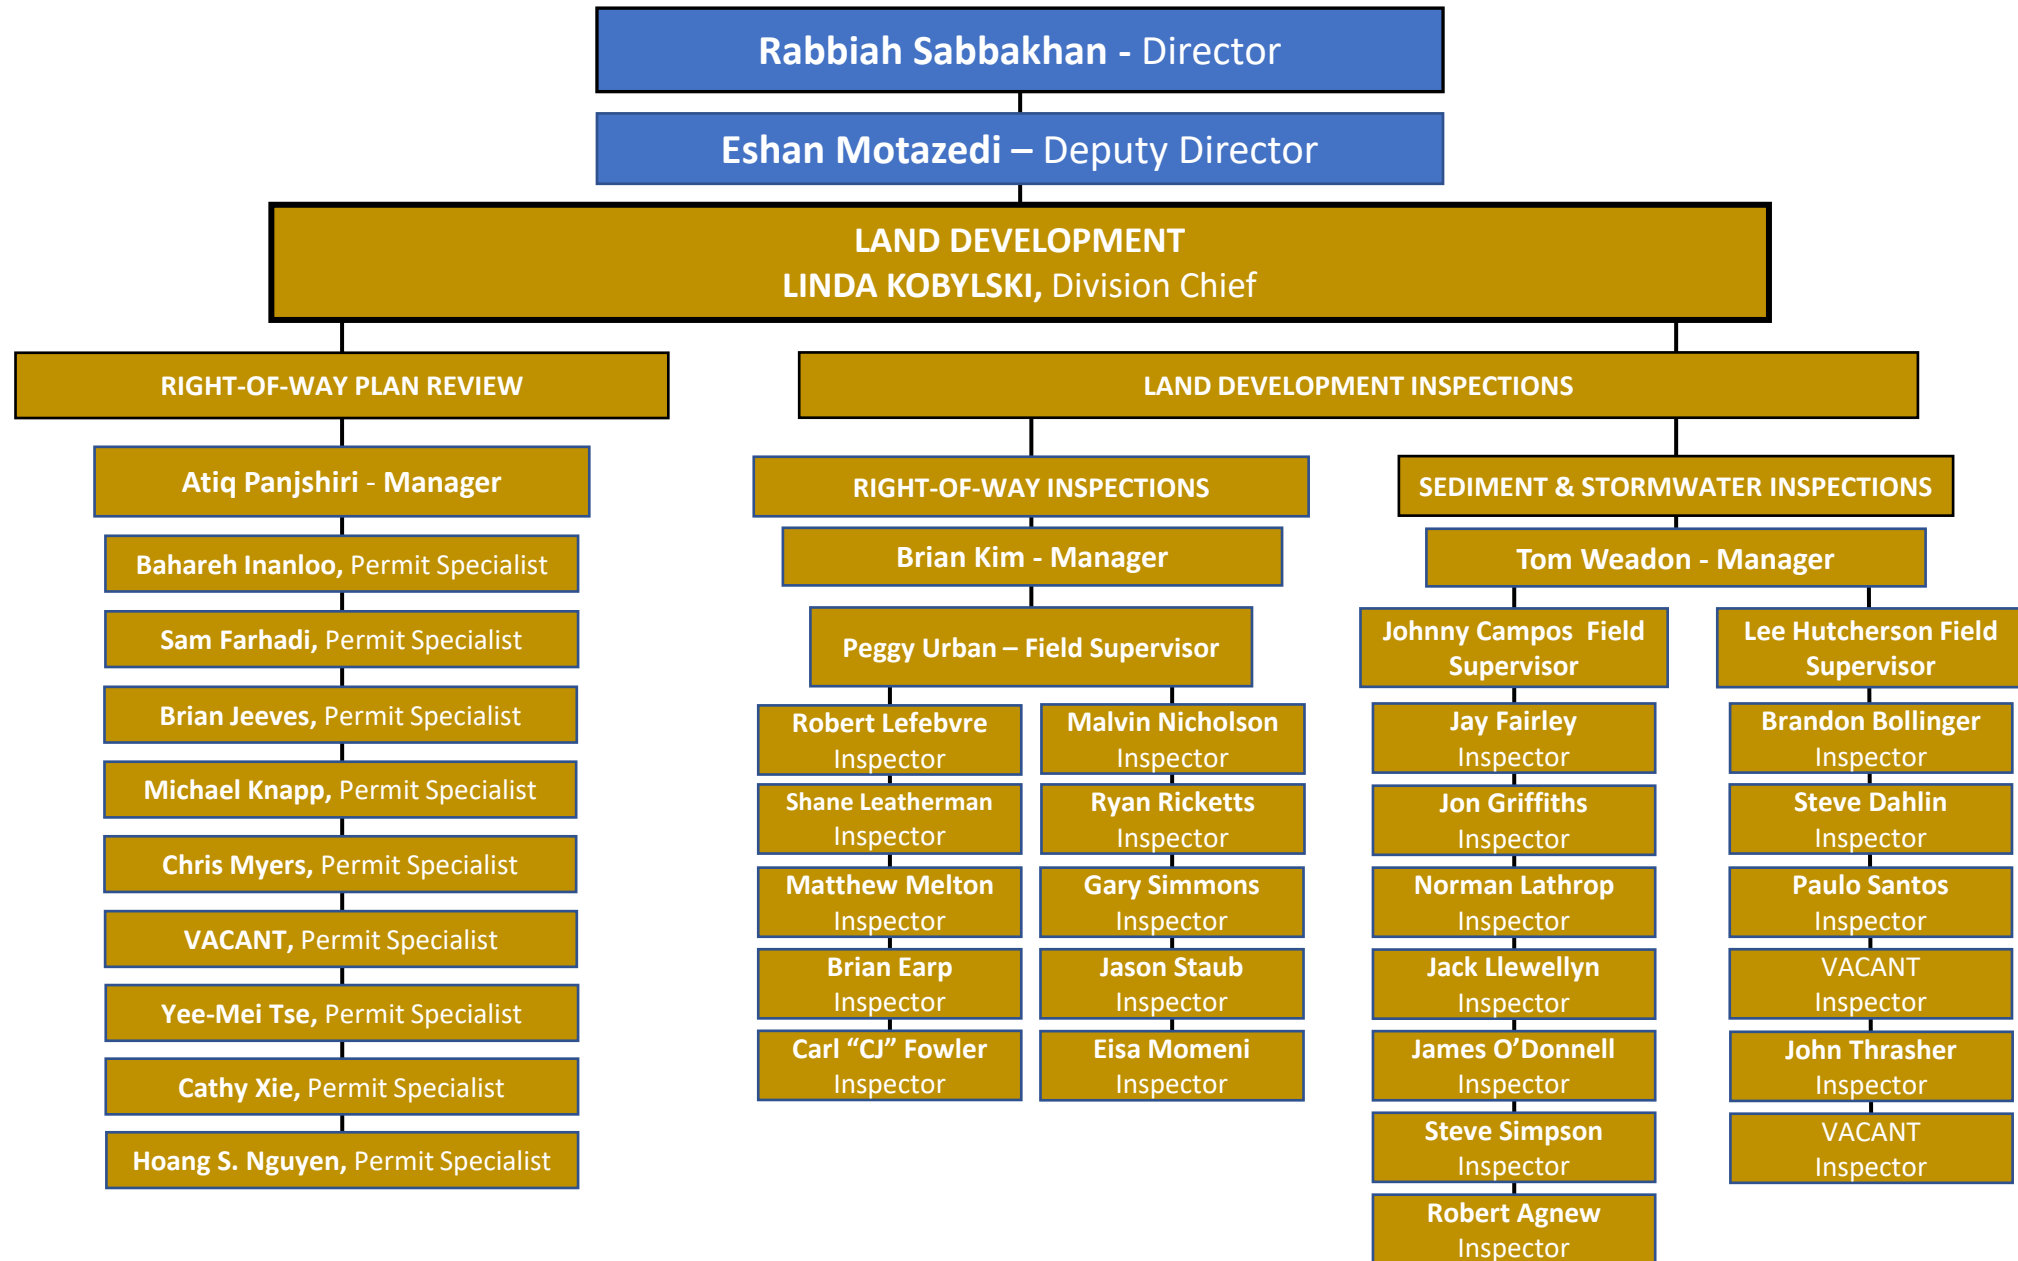 Rabbiah Sabbakhan - Director
Eshan Motazedi – Deputy Director
LAND DEVELOPMENT
LINDA KOBYLSKI, Division Chief
RIGHT-OF-WAY PLAN REVIEW
Atiq Panjshiri - Manager
Bahareh Inanloo, Permit Specialist
Sam Farhadi, Permit Specialist
Brian Jeeves, Permit Specialist
Michael Knapp, Permit Specialist
Chris Myers, Permit Specialist
VACANT, Permit Specialist
Yee-Mei Tse, Permit Specialist
Cathy Xie, Permit Specialist
Hoang S. Nguyen, Permit Specialist
LAND DEVELOPMENT INSPECTIONS
RIGHT-OF-WAY INSPECTIONS
Brian Kim - Manager
Peggy Urban – Field Supervisor
Robert Lefebvre
Inspector
Shane Leatherman
Inspector
Matthew Melton
Inspector
Brian Earp
Inspector
Carl “CJ” Fowler
Inspector
Malvin Nicholson
Inspector
Ryan Ricketts
Inspector
Gary Simmons
Inspector
Jason Staub
Inspector
Eisa Momeni
Inspector
SEDIMENT & STORMWATER INSPECTIONS
Tom Weadon - Manager
Johnny Campos  Field
Supervisor
Jay Fairley
Inspector
Jon Griffiths
Inspector
Norman Lathrop
Inspector
Jack Llewellyn
Inspector
James O’Donnell
Inspector
Steve Simpson
Inspector
Robert Agnew
Inspector
Lee Hutcherson Field
Supervisor
Brandon Bollinger
Inspector
Steve Dahlin
Inspector
Paulo Santos
Inspector
VACANT
Inspector
John Thrasher
Inspector
VACANT
Inspector